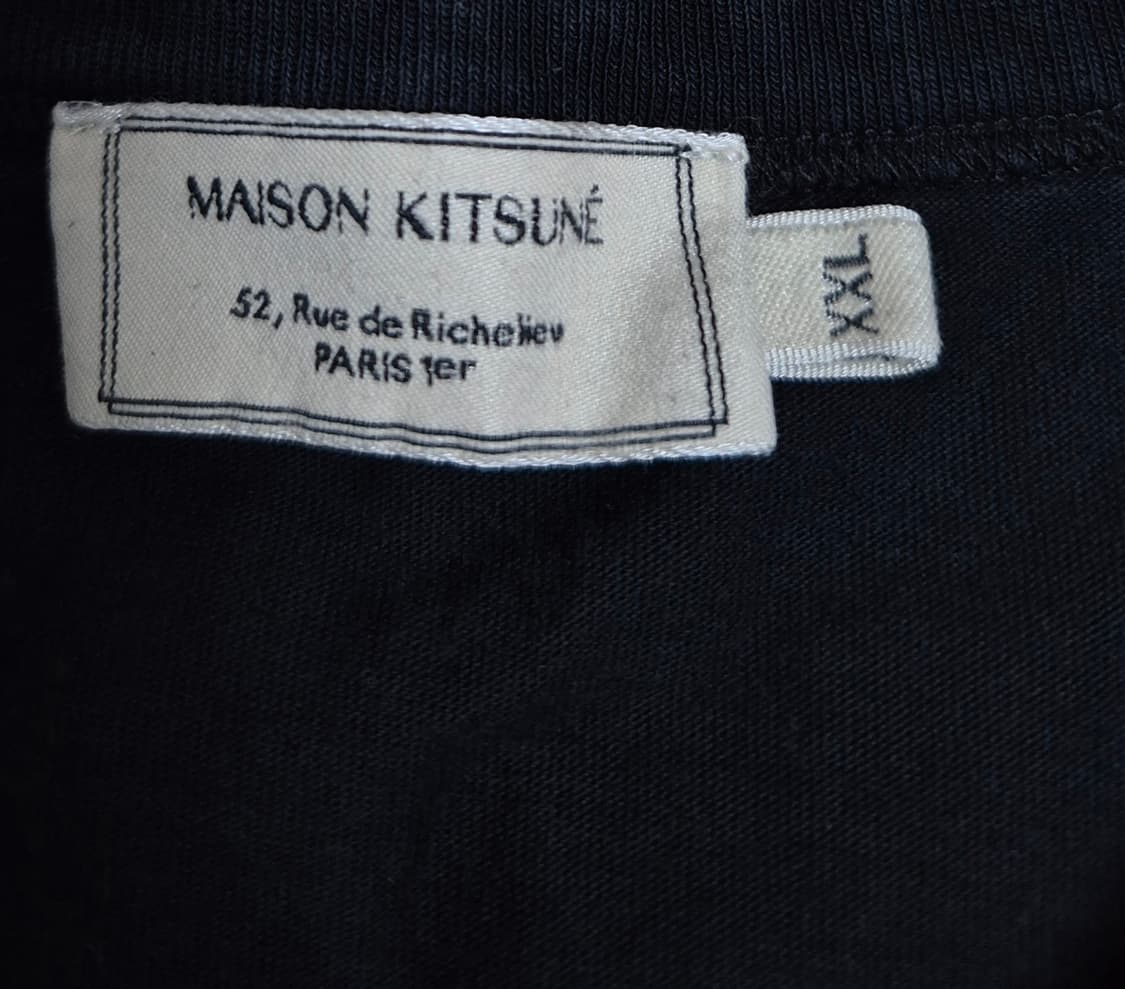 MAISON KITSUNÉ
52, Rue de Richelieu
PARIS 1er
XXL